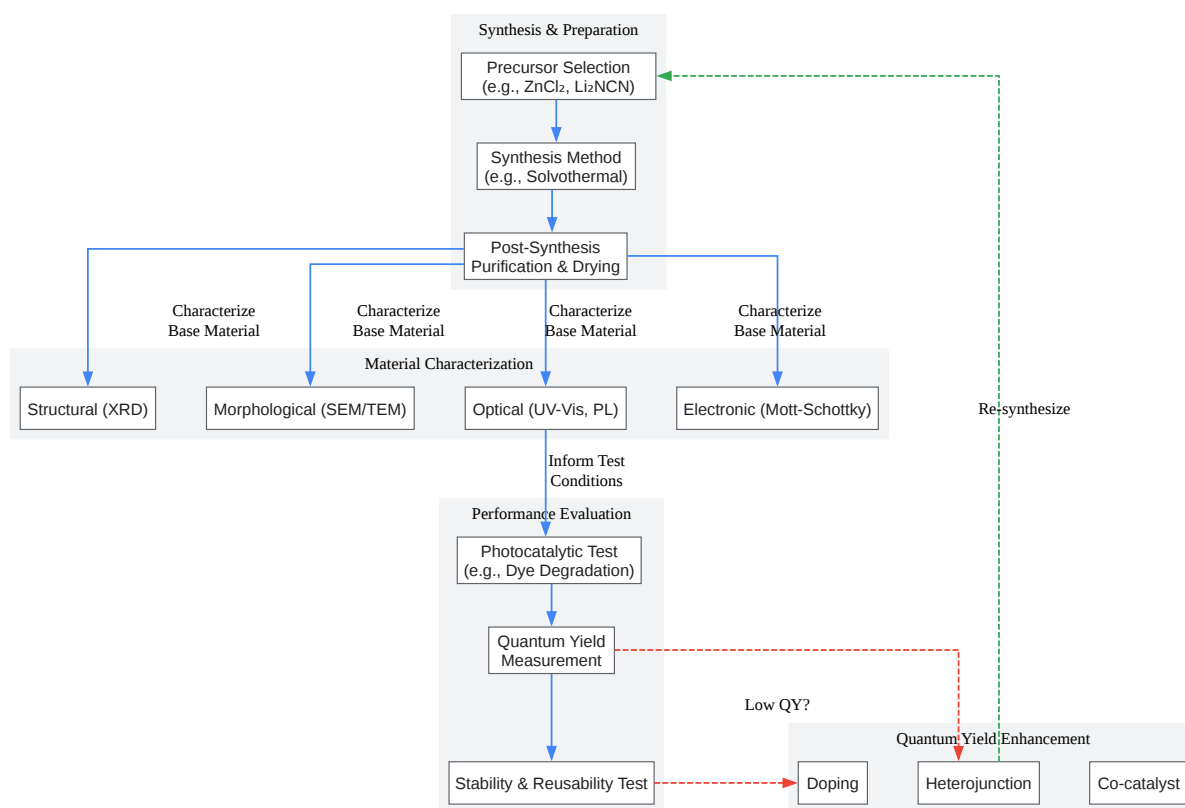 Synthesis & Preparation
Precursor Selection
(e.g., ZnCl₂, Li₂NCN)
Synthesis Method
(e.g., Solvothermal)
Post-Synthesis
Purification & Drying
Characterize
Base Material
Characterize
Base Material
Characterize
Base Material
Characterize
Base Material
Material Characterization
Structural (XRD)
Morphological (SEM/TEM)
Optical (UV-Vis, PL)
Electronic (Mott-Schottky)
Re-synthesize
Inform Test
Conditions
Performance Evaluation
Photocatalytic Test
(e.g., Dye Degradation)
Quantum Yield
Measurement
Low QY?
Quantum Yield Enhancement
Stability & Reusability Test
Doping
Heterojunction
Co-catalyst